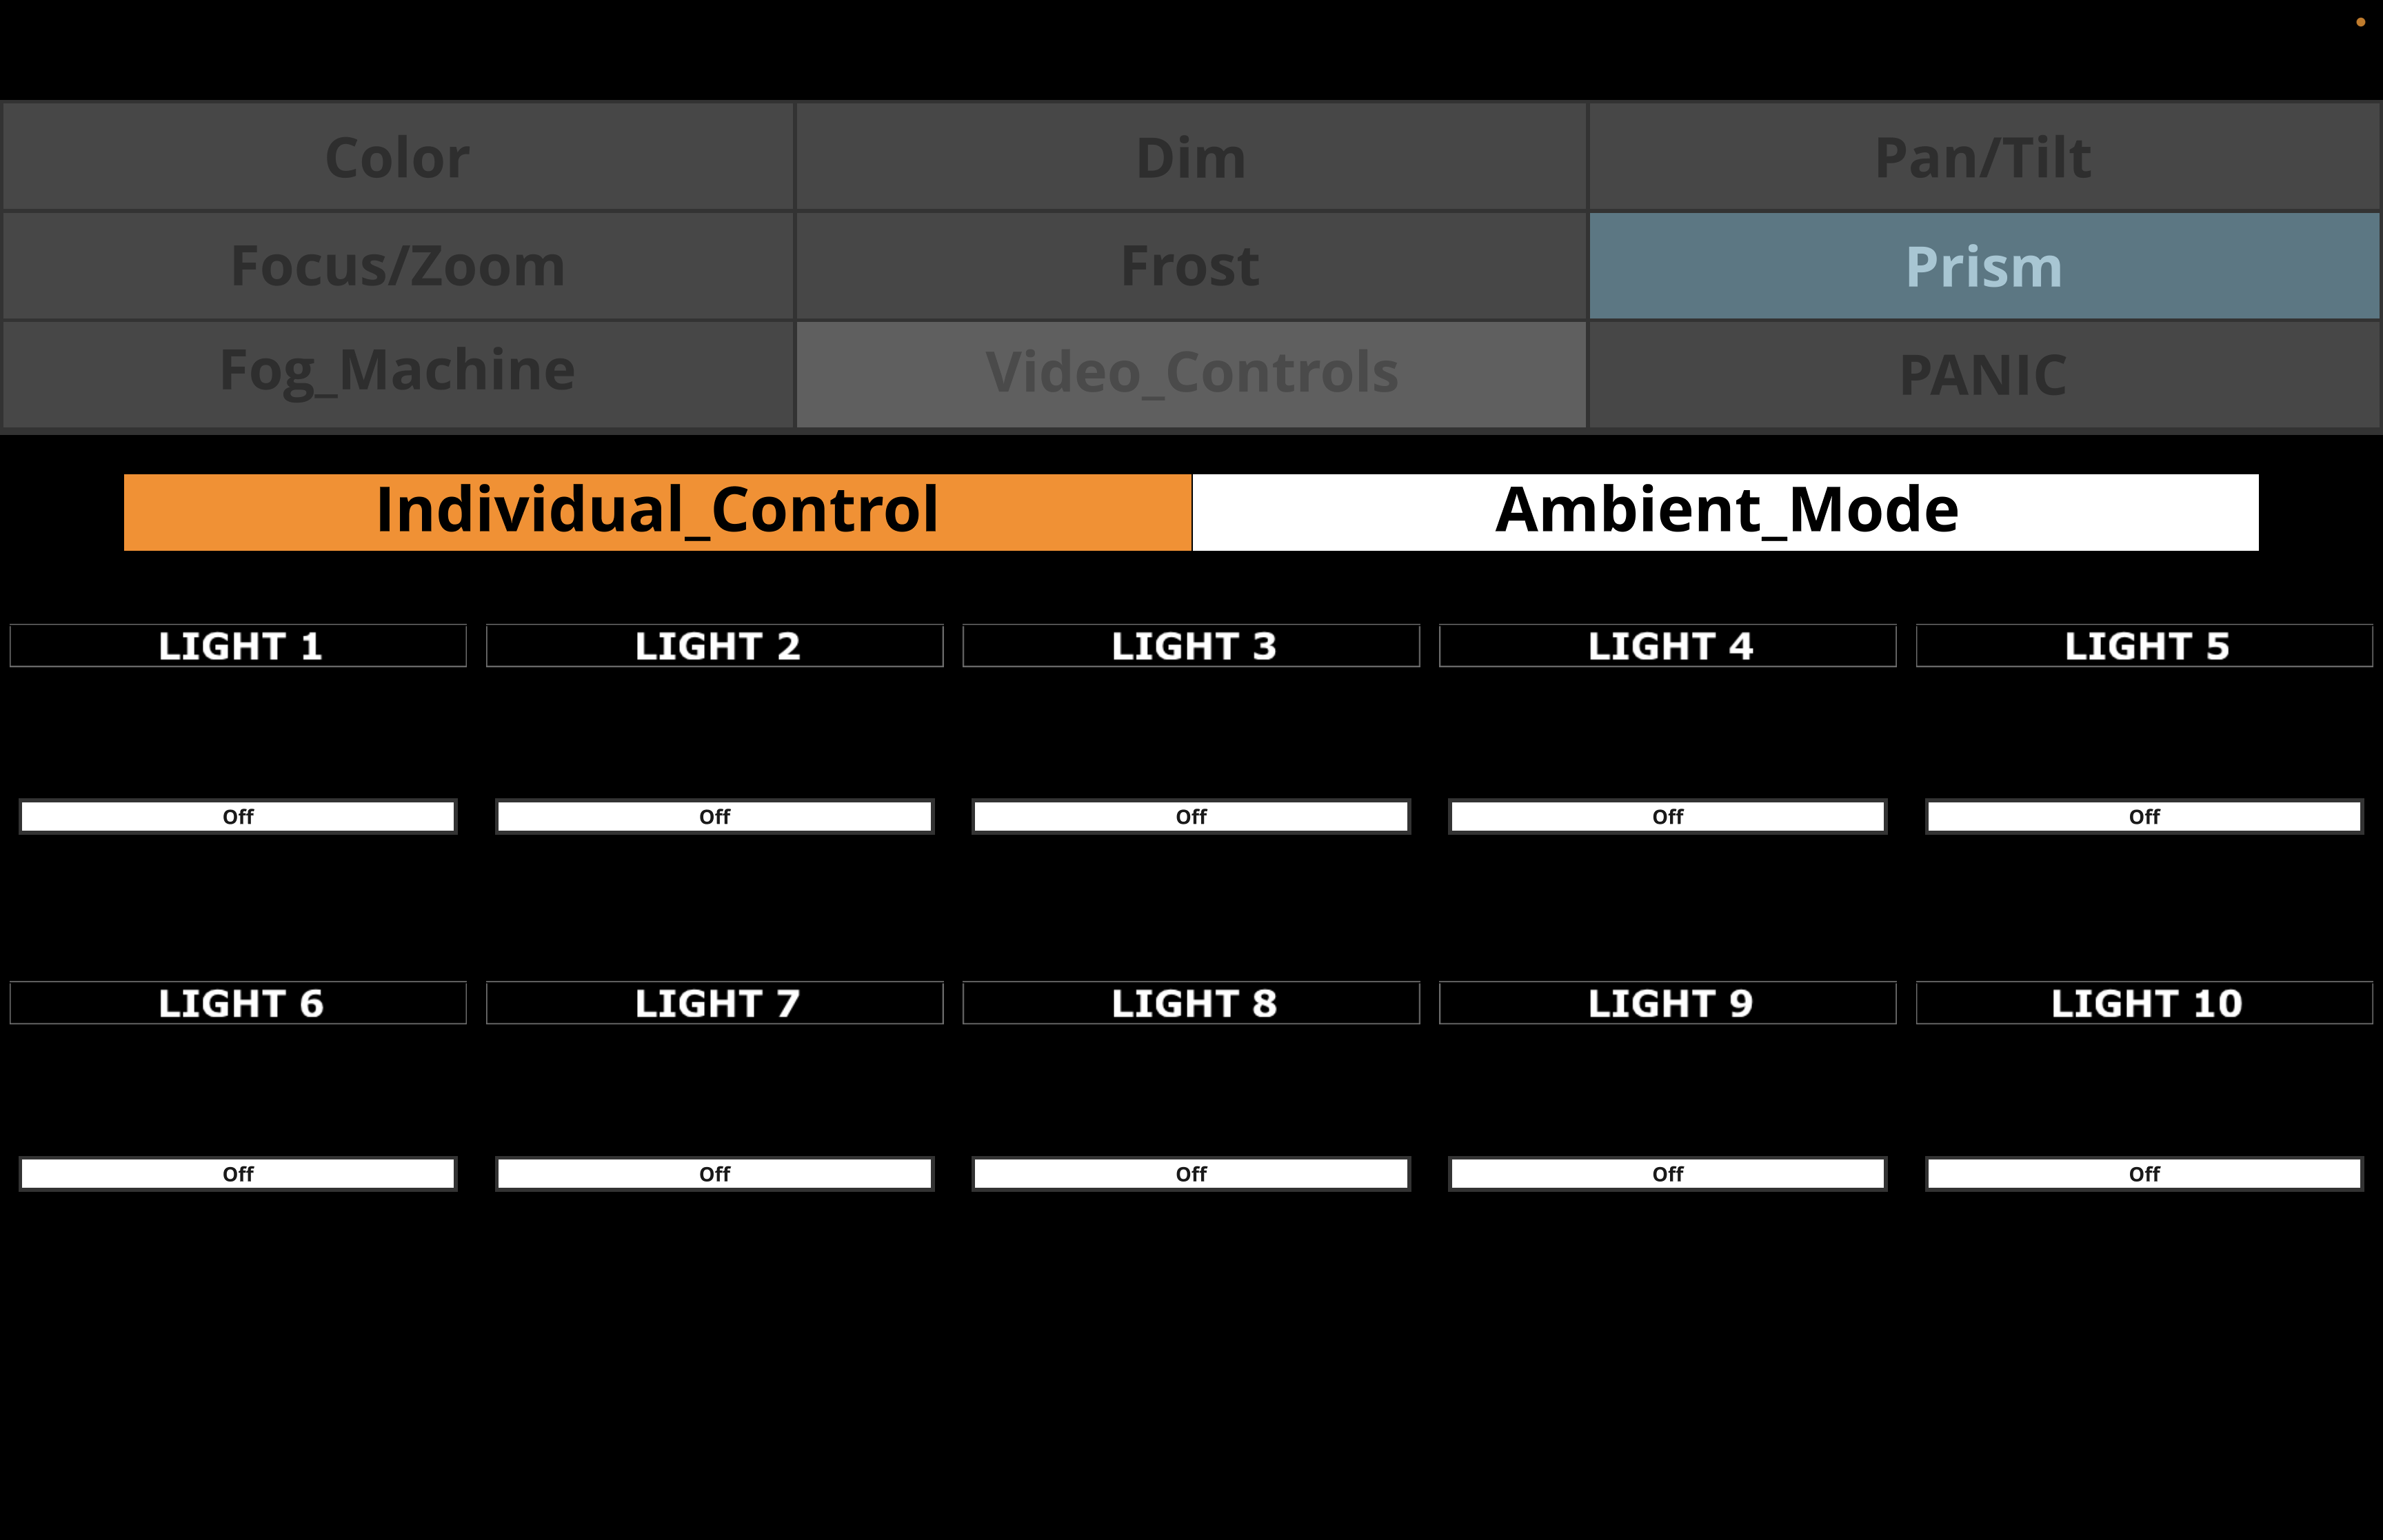 Color Dim Pan/Tilt
Focus/Zoom Frost Prism
Fog_Machine Video_Controls PANIC
Individual_Control Ambient_Mode
LIGHT 1 LIGHT 2 LIGHT 3 LIGHT 4 LIGHT 5
Off Off Off Off Off
LIGHT 6 LIGHT 7 LIGHT 8 LIGHT 9 LIGHT 10
Off Off Off Off Off